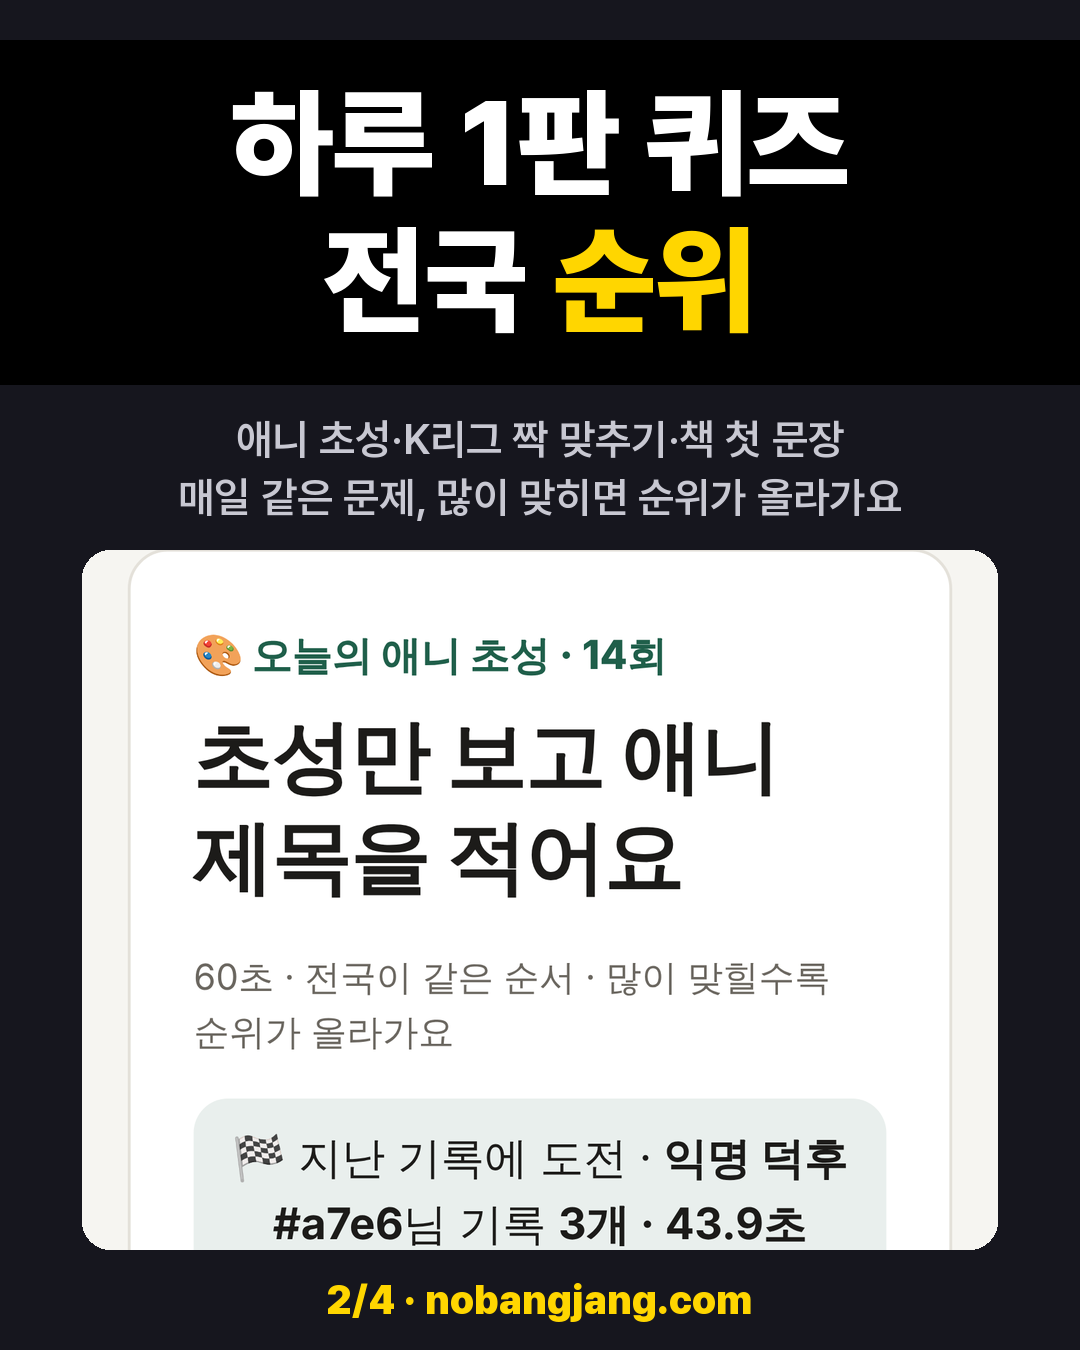 하루 1판 퀴즈
전국 순위
애니 초성·K리그 짝 맞추기·책 첫 문장
매일 같은 문제, 많이 맞히면 순위가 올라가요
🎨 오늘의 애니 초성 · 14회
초성만 보고 애니
제목을 적어요
60초 · 전국이 같은 순서 · 많이 맞힐수록
순위가 올라가요
🏁 지난 기록에 도전 · 익명 덕후
#a7e6님 기록 3개 · 43.9초
2/4 · nobangjang.com